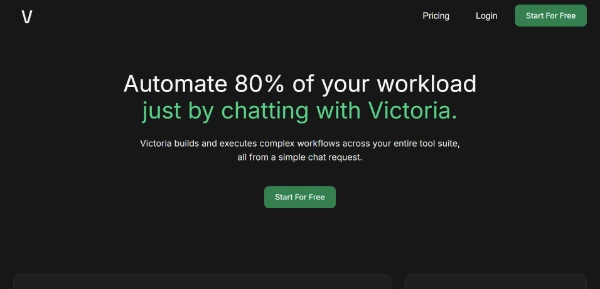 V
Pricing
Login
Start For Free
Automate 80% of your workload
just by chatting with Victoria.
Victoria builds and executes complex workflows across your entire tool suite,
all from a simple chat request.
Start For Free